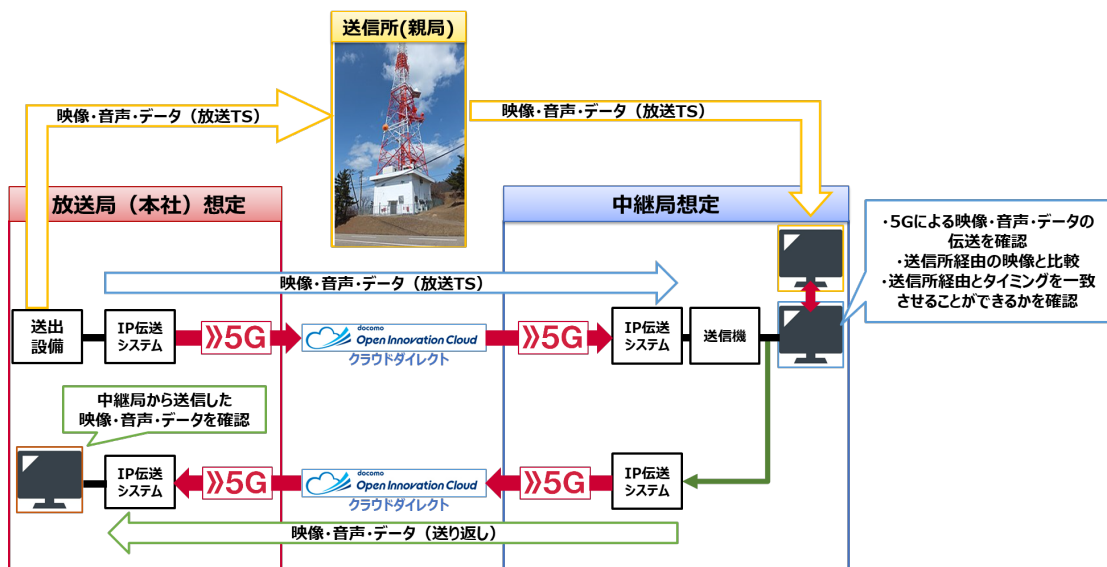 送信所(親局)
映像・音声・データ（放送TS）
映像・音声・データ（放送TS）
放送局（本社）想定
中継局想定
・5Gによる映像・音声・データの
伝送を確認
・送信所経由の映像と比較
・送信所経由とタイミングを一致
させることができるかを確認
映像・音声・データ（放送TS）
送出
設備
IP伝送
システム
5G
docomo
Open Innovation Cloud
クラウドダイレクト
5G
IP伝送
システム
送信機
中継局から送信した
映像・音声・データを確認
IP伝送
システム
5G
docomo
Open Innovation Cloud
クラウドダイレクト
5G
IP伝送
システム
映像・音声・データ（送り返し）